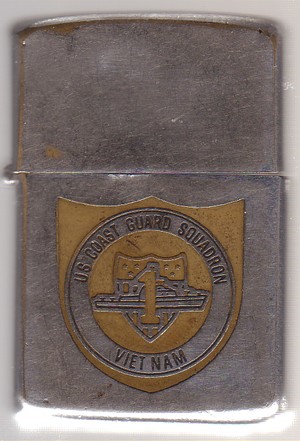 US COAST GUARD SQUADRON
1
VIET NAM